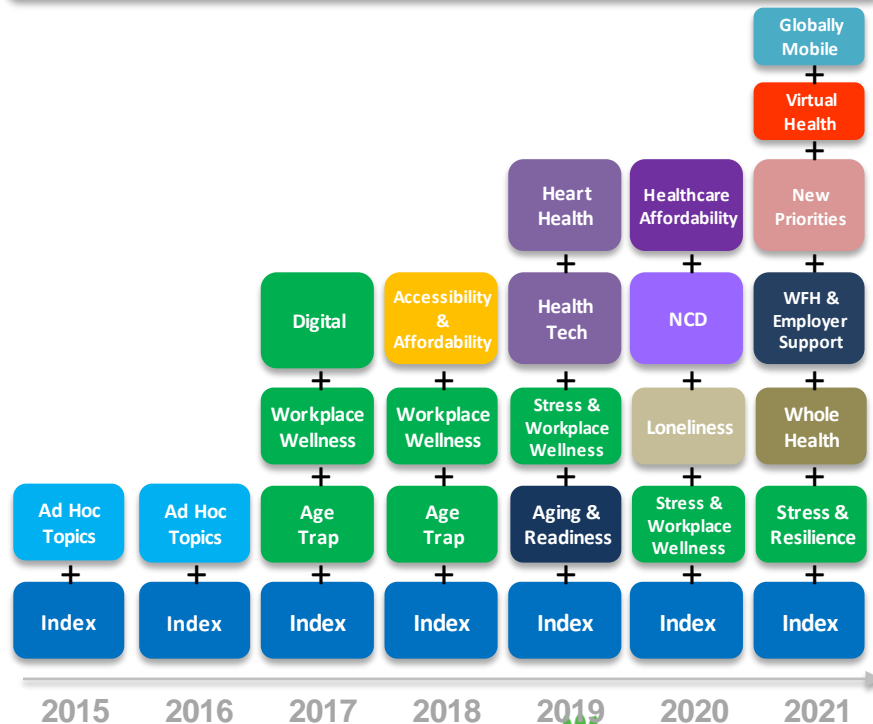 Globally
Mobile
+
Virtual
Health
+
Heart
Health
Healthcare
Affordability
New
Priorities
+ + +
Digital
Accessibility
&
Affordability
Health
Tech
NCD
WFH &
Employer
Support
+ + + + +
Workplace
Wellness
Workplace
Wellness
Stress &
Workplace
Wellness
Loneliness
Whole
Health
+ + + + +
Ad Hoc
Topics
Ad Hoc
Topics
Age
Trap
Age
Trap
Aging &
Readiness
Stress &
Workplace
Wellness
Stress &
Resilience
+ + + + + + +
Index Index Index Index Index Index Index
2015 2016 2017 2018 2019 2020 2021